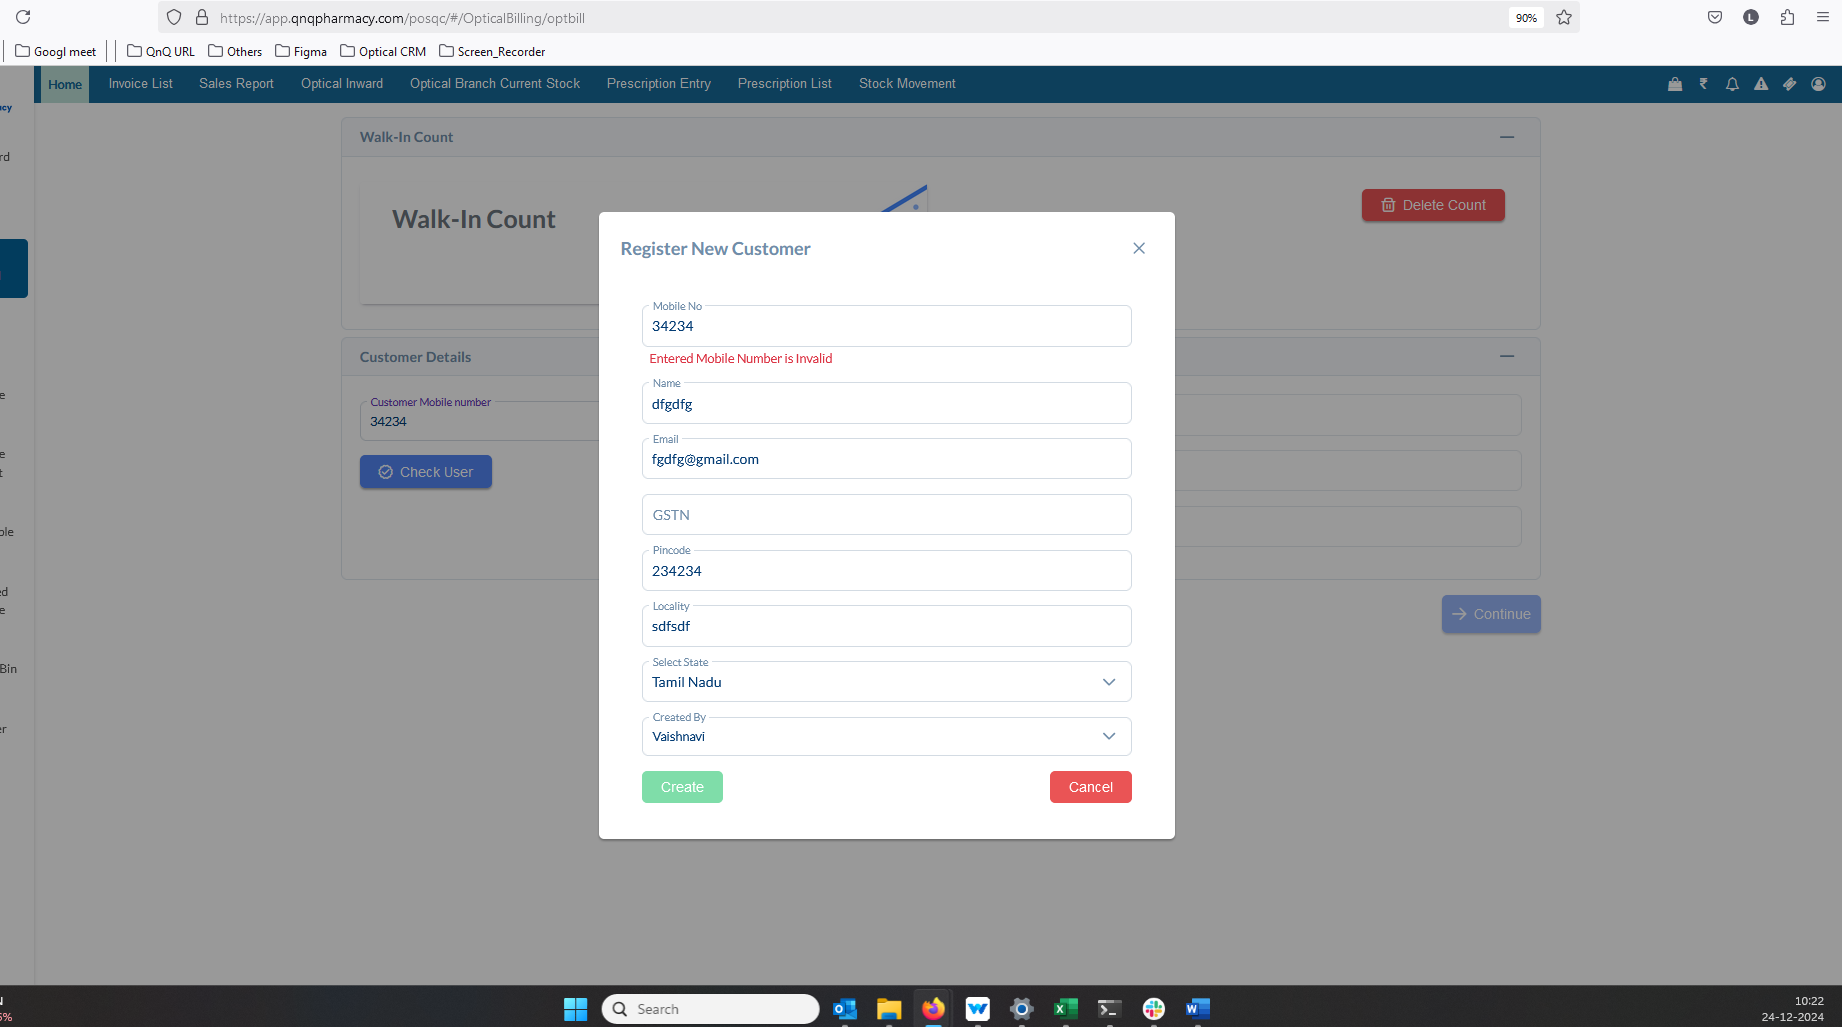 https://app.qnqpharmacy.com/posqc/#/OpticalBilling/optbill
90%
L
Googl meet
QnQ URL
Others
Figma
Optical CRM
Screen_Recorder
Home
Invoice List
Sales Report
Optical Inward
Optical Branch Current Stock
Prescription Entry
Prescription List
Stock Movement
Walk-In Count
Walk-In Count
Delete Count
Customer Details
Customer Mobile number
34234
Check User
Continue
Register New Customer
Mobile No
34234
Entered Mobile Number is Invalid
Name
dfgdfg
Email
fgdfg@gmail.com
GSTN
Pincode
234234
Locality
sdfsdf
Select State
Tamil Nadu
Created By
Vaishnavi
Create
Cancel
Bin
Search
10:22
24-12-2024